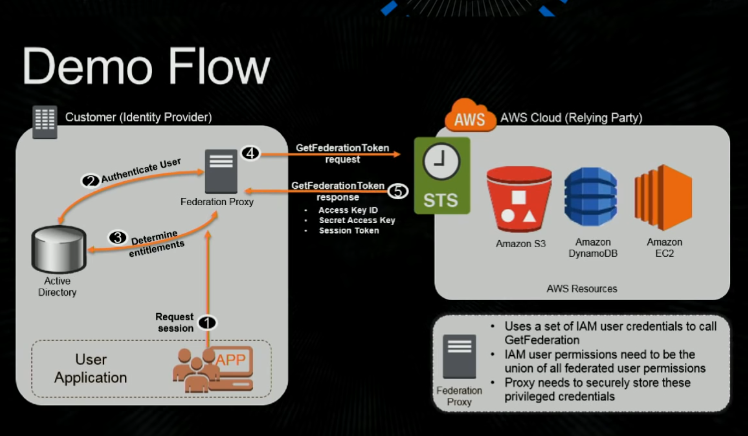 Demo Flow
Customer (Identity Provider)
AWS
AWS Cloud (Relying Party)
4
GetFederationToken
request
2
Authenticate User
Federation Proxy
GetFederationToken
response
5
• Access Key ID
• Secret Access Key
• Session Token
STS
3
Determine
entitlements
Active
Directory
Amazon S3
Amazon
DynamoDB
Amazon
EC2
AWS Resources
Request
session
1
User
Application
APP
Federation
Proxy
• Uses a set of IAM user credentials to call
GetFederation
• IAM user permissions need to be the
union of all federated user permissions
• Proxy needs to securely store these
privileged credentials